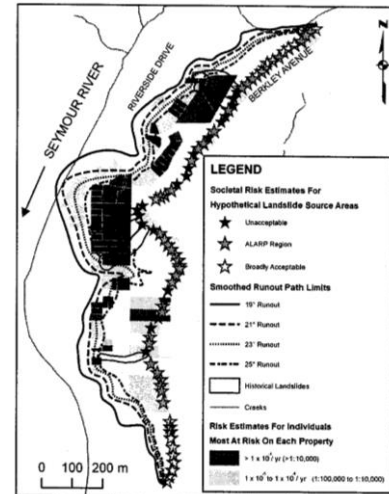 SEYMOUR RIVER
RIVERSIDE DRIVE
BERKLEY AVENUE
LEGEND
Societal Risk Estimates For
Hypothetical Landslide Source Areas
Unacceptable
ALARP Region
Broadly Acceptable
Smoothed Runout Path Limits
19° Runout
21° Runout
23° Runout
25° Runout
Historical Landslides
Creeks
Risk Estimates For Individuals
Most At Risk On Each Property
(>1:10,000)
(1:100,000 to 1:10,000)
0 100 200 m